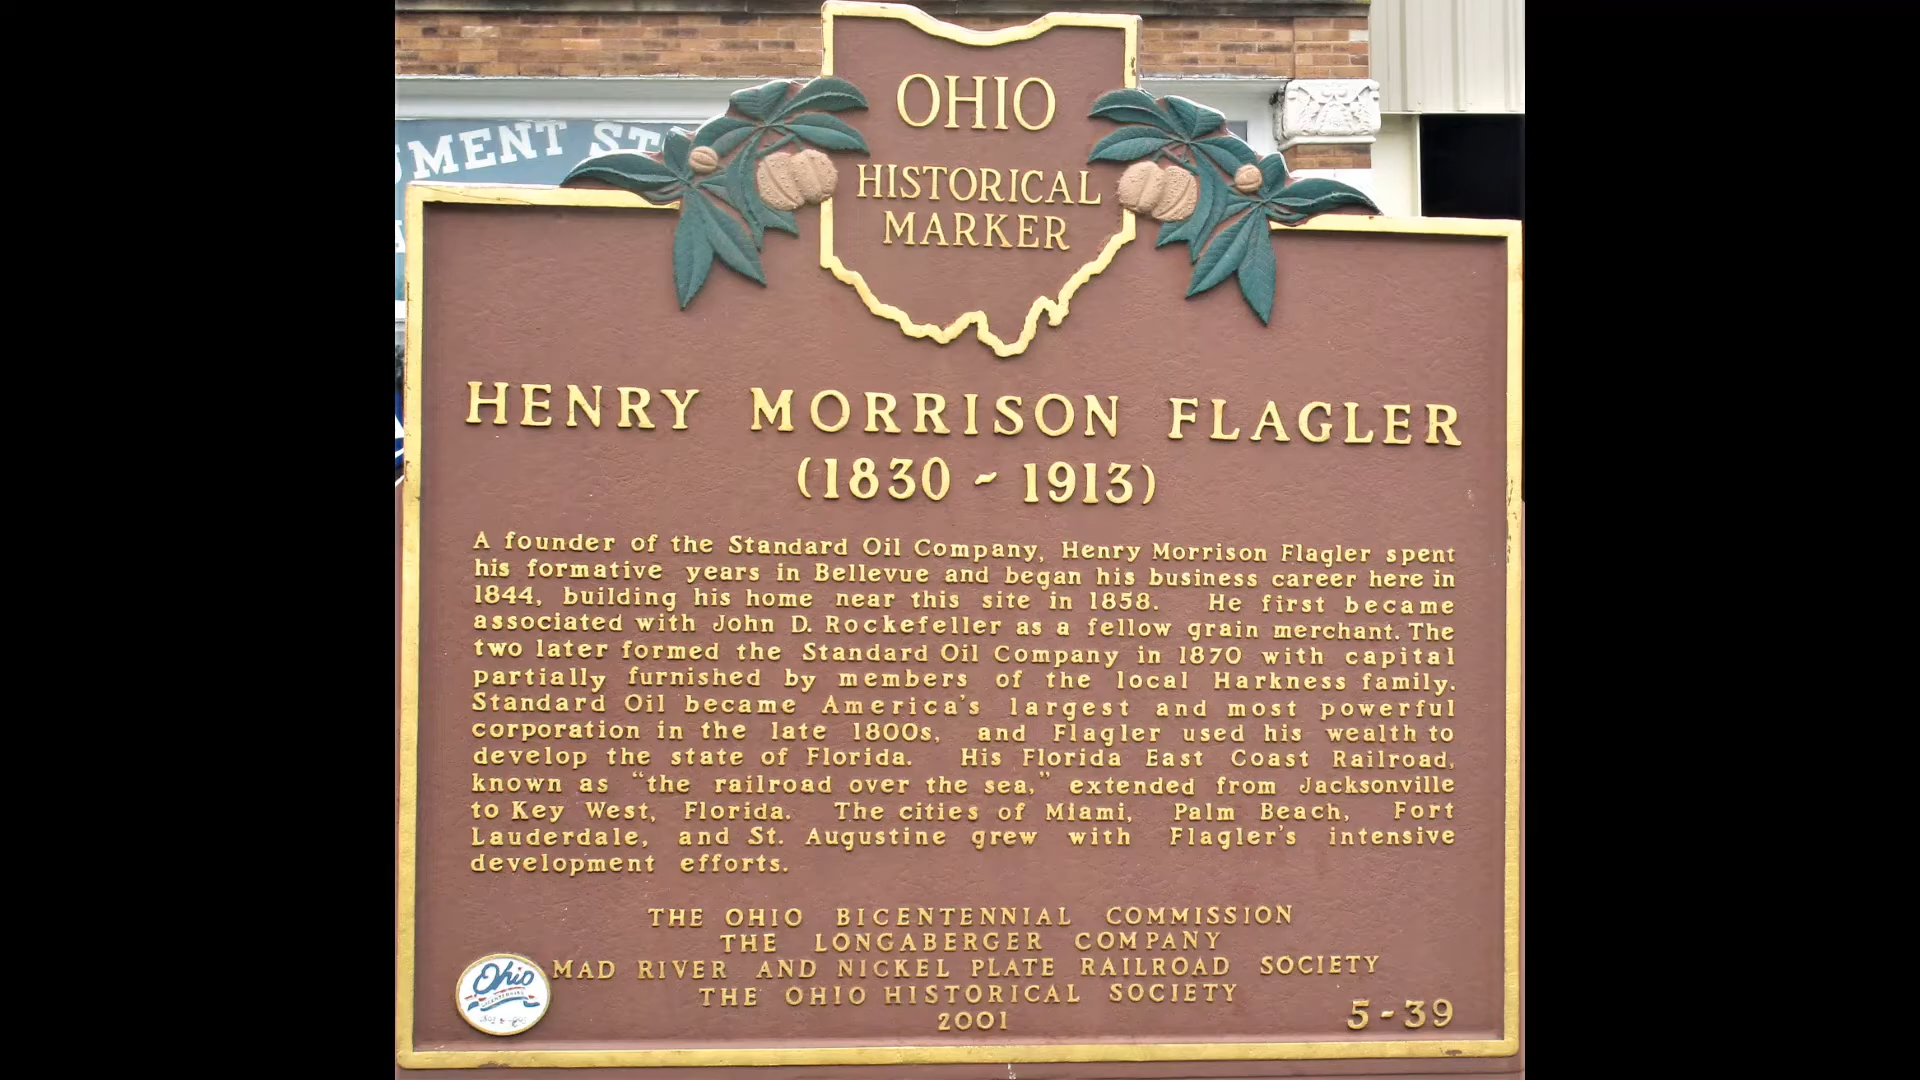 UMENT ST
OHIO
HISTORICAL
MARKER
HENRY MORRISON FLAGLER
(1830 - 1913)
A founder of the Standard Oil Company, Henry Morrison Flagler spent
his formative years in Bellevue and began his business career here in
1844, building his home near this site in 1858. He first became
associated with John D. Rockefeller as a fellow grain merchant. The
two later formed the Standard Oil Company in 1870 with capital
partially furnished by members of the local Harkness family.
Standard Oil became America's largest and most powerful
corporation in the late 1800s, and Flagler used his wealth to
develop the state of Florida. His Florida East Coast Railroad,
known as "the railroad over the sea," extended from Jacksonville
to Key West, Florida. The cities of Miami, Palm Beach, Fort
Lauderdale, and St. Augustine grew with Flagler's intensive
development efforts.
THE OHIO BICENTENNIAL COMMISSION
THE LONGABERGER COMPANY
MAD RIVER AND NICKEL PLATE RAILROAD SOCIETY
THE OHIO HISTORICAL SOCIETY
2001
5-39
Ohio
BICENTENNIAL